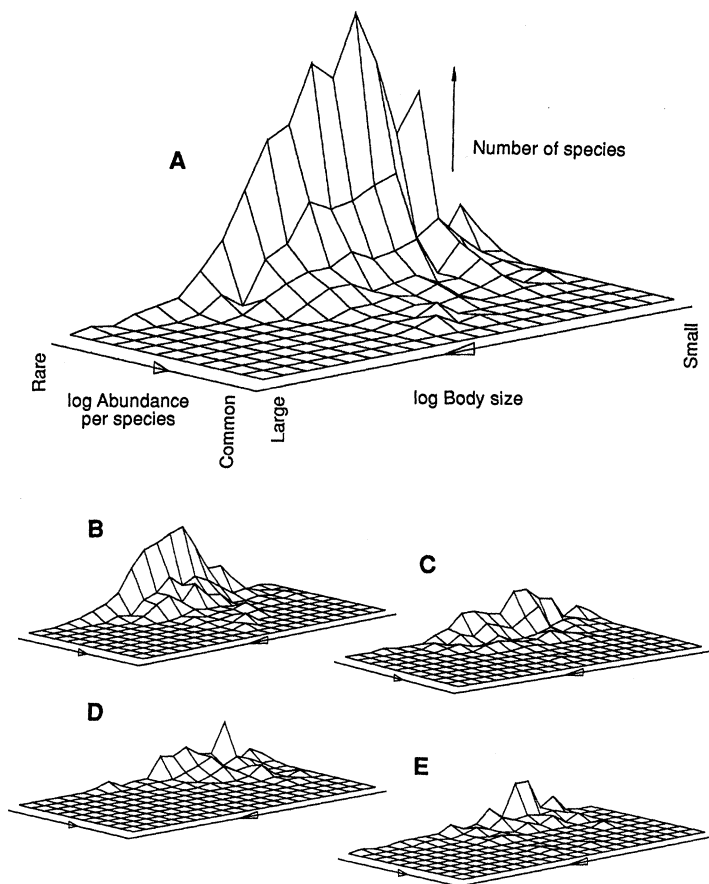 A
Number of species
Rare
log Abundance
per species
Common
Large
log Body size
Small
B
C
D
E